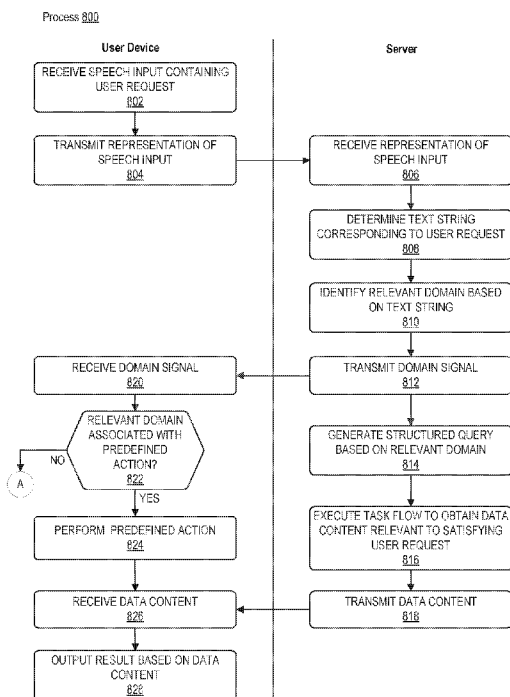 Process 800
User Device
Server
RECEIVE SPEECH INPUT CONTAINING
USER REQUEST
802
TRANSMIT REPRESENTATION OF
SPEECH INPUT
804
RECEIVE REPRESENTATION OF
SPEECH INPUT
806
DETERMINE TEXT STRING
CORRESPONDING TO USER REQUEST
808
IDENTIFY RELEVANT DOMAIN BASED
ON TEXT STRING
810
RECEIVE DOMAIN SIGNAL
820
TRANSMIT DOMAIN SIGNAL
812
RELEVANT DOMAIN
ASSOCIATED WITH
PREDEFINED
ACTION?
822
NO
A
YES
GENERATE STRUCTURED QUERY
BASED ON RELEVANT DOMAIN
814
PERFORM PREDEFINED ACTION
824
EXECUTE TASK FLOW TO OBTAIN DATA
CONTENT RELEVANT TO SATISFYING
USER REQUEST
816
RECEIVE DATA CONTENT
826
TRANSMIT DATA CONTENT
818
OUTPUT RESULT BASED ON DATA
CONTENT
828